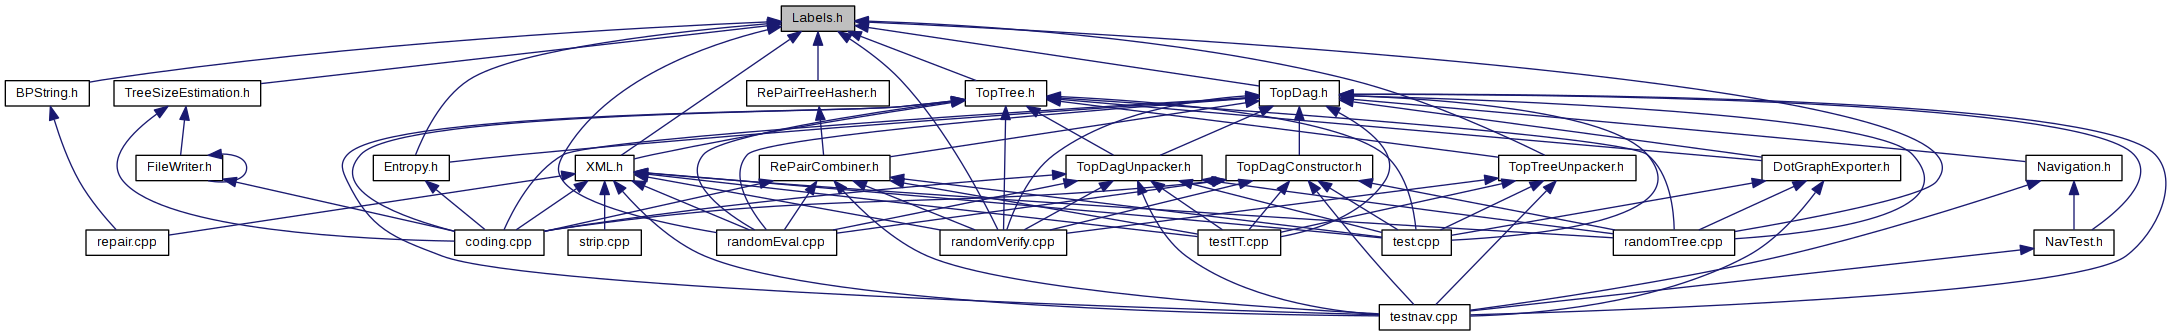 Labels.h
BPString.h
TreeSizeEstimation.h
RePairTreeHasher.h
TopTree.h
TopDag.h
FileWriter.h
Entropy.h
XML.h
RePairCombiner.h
TopDagUnpacker.h
TopDagConstructor.h
TopTreeUnpacker.h
DotGraphExporter.h
Navigation.h
repair.cpp
coding.cpp
strip.cpp
randomEval.cpp
randomVerify.cpp
testTT.cpp
test.cpp
randomTree.cpp
NavTest.h
testnav.cpp